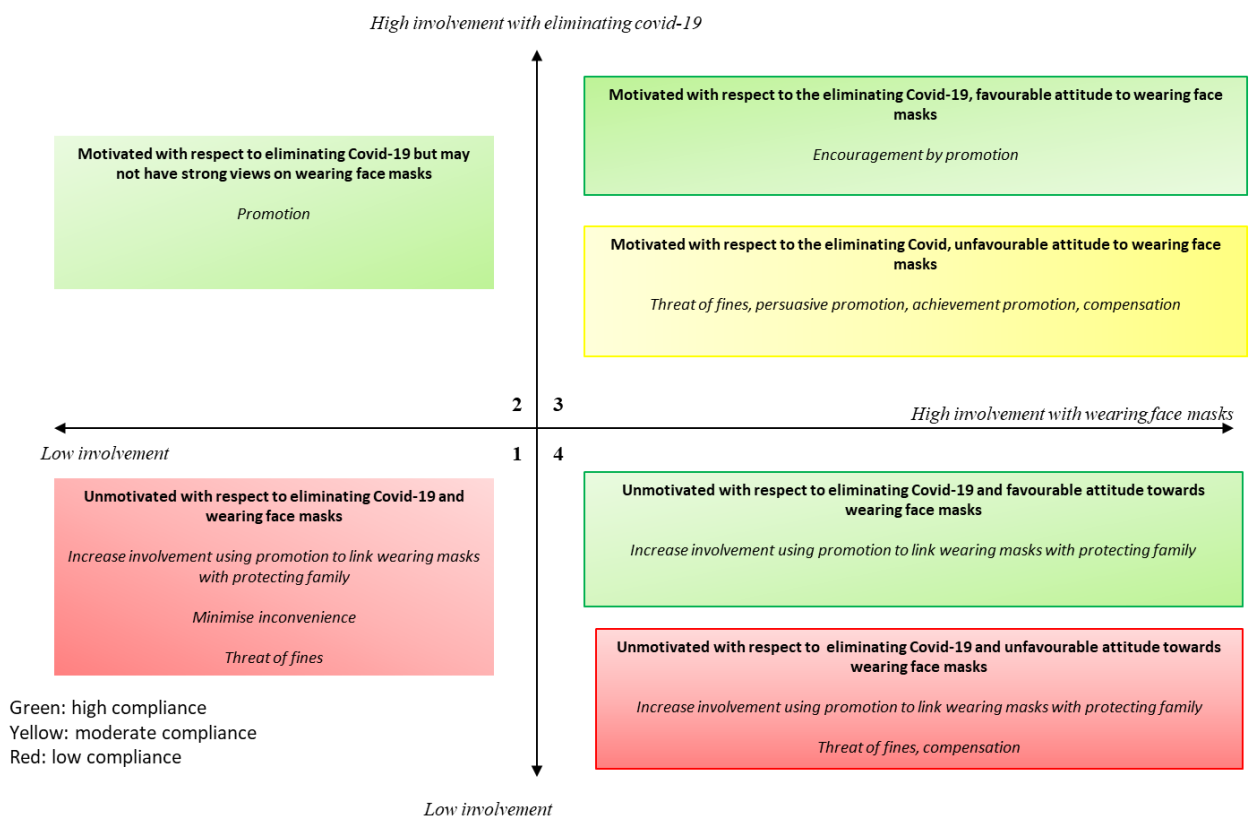 High involvement with eliminating covid-19
Motivated with respect to the eliminating Covid-19, favourable attitude to wearing face
masks
Encouragement by promotion
Motivated with respect to eliminating Covid-19 but may
not have strong views on wearing face masks
Promotion
Motivated with respect to the eliminating Covid, unfavourable attitude to wearing face
masks
Threat of fines, persuasive promotion, achievement promotion, compensation
2 3
High involvement with wearing face masks
Low involvement
1 4
Unmotivated with respect to eliminating Covid-19 and
wearing face masks
Increase involvement using promotion to link wearing masks
with protecting family
Minimise inconvenience
Threat of fines
Unmotivated with respect to eliminating Covid-19 and favourable attitude towards
wearing face masks
Increase involvement using promotion to link wearing masks with protecting family
Unmotivated with respect to eliminating Covid-19 and unfavourable attitude towards
wearing face masks
Increase involvement using promotion to link wearing masks with protecting family
Threat of fines, compensation
Green: high compliance
Yellow: moderate compliance
Red: low compliance
Low involvement